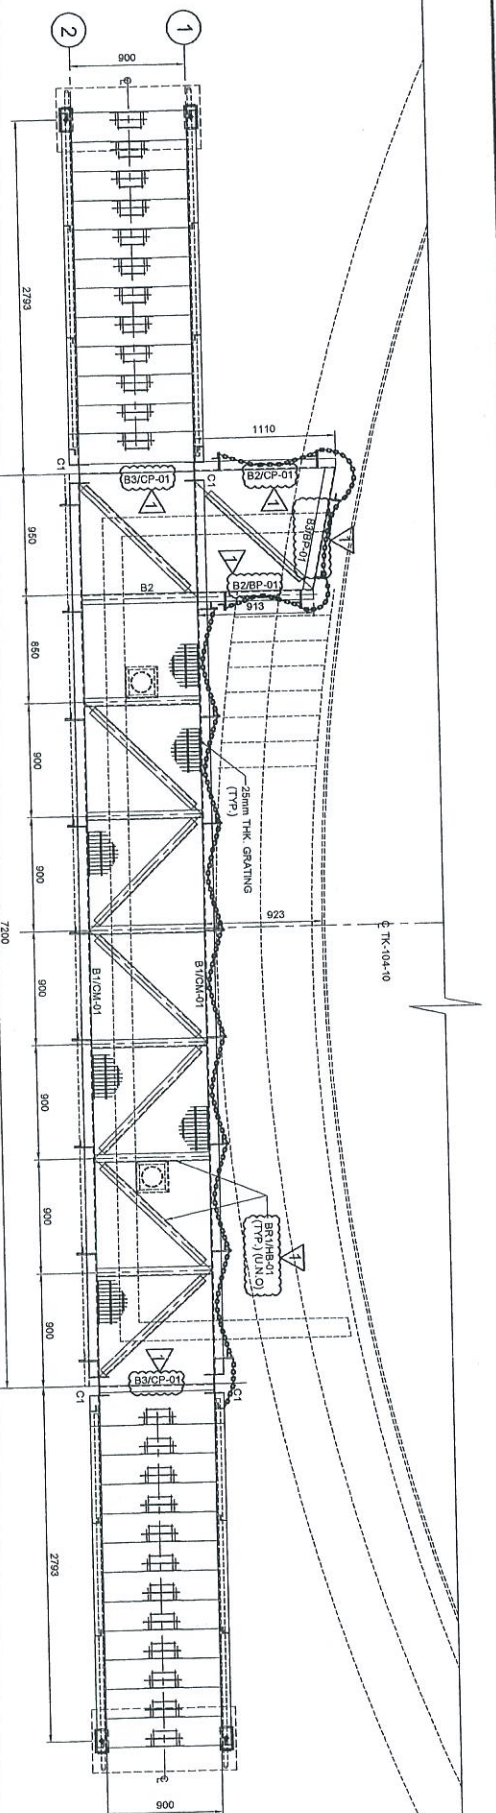 2
1
900
2793
1110
C1
B3/CP-01
1
C1
B2/CP-01
1
B3/BP-01
1
950
B2
1
B2/BP-01
913
850
900
25mm THK. GRATING
(TYP.)
900
7200
B1/CM-01
B1/CM-01
923
℄ TK-104-10
900
900
900
BR1/HB-01
(TYP.) (U.N.O)
1
900
1
B3/CP-01
C1
C1
2793
900